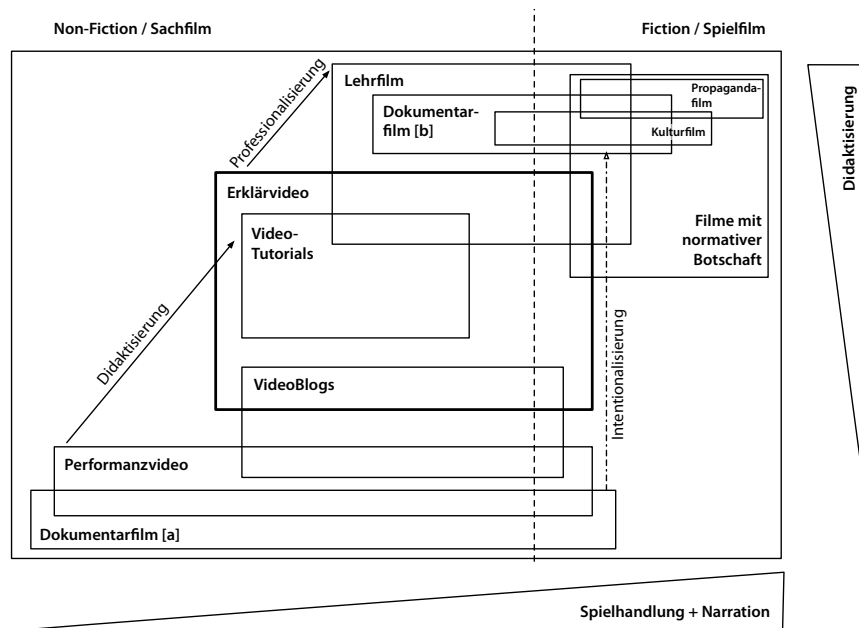 Non-Fiction / Sachfilm
Fiction / Spielfilm
Professionalisierung
Lehrfilm
Propaganda-
film
Dokumentar-
film [b]
Kulturfilm
Didaktisierung
Erklärvideo
Video-
Tutorials
Filme mit
normativer
Botschaft
Didaktisierung
Intentionalisierung
VideoBlogs
Performanzvideo
Dokumentarfilm [a]
Spielhandlung + Narration